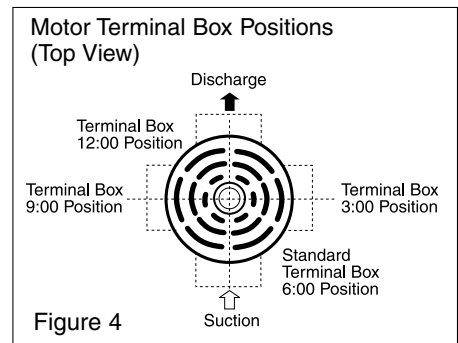 Motor Terminal Box Positions
(Top View)
Discharge
Terminal Box
12:00 Position
Terminal Box
9:00 Position
Terminal Box
3:00 Position
Standard
Terminal Box
6:00 Position
Suction
Figure 4